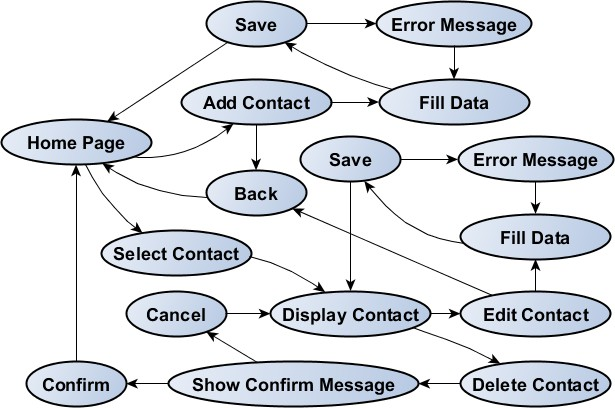 Save
Error Message
Add Contact
Fill Data
Home Page
Save
Error Message
Back
Fill Data
Select Contact
Cancel
Display Contact
Edit Contact
Confirm
Show Confirm Message
Delete Contact